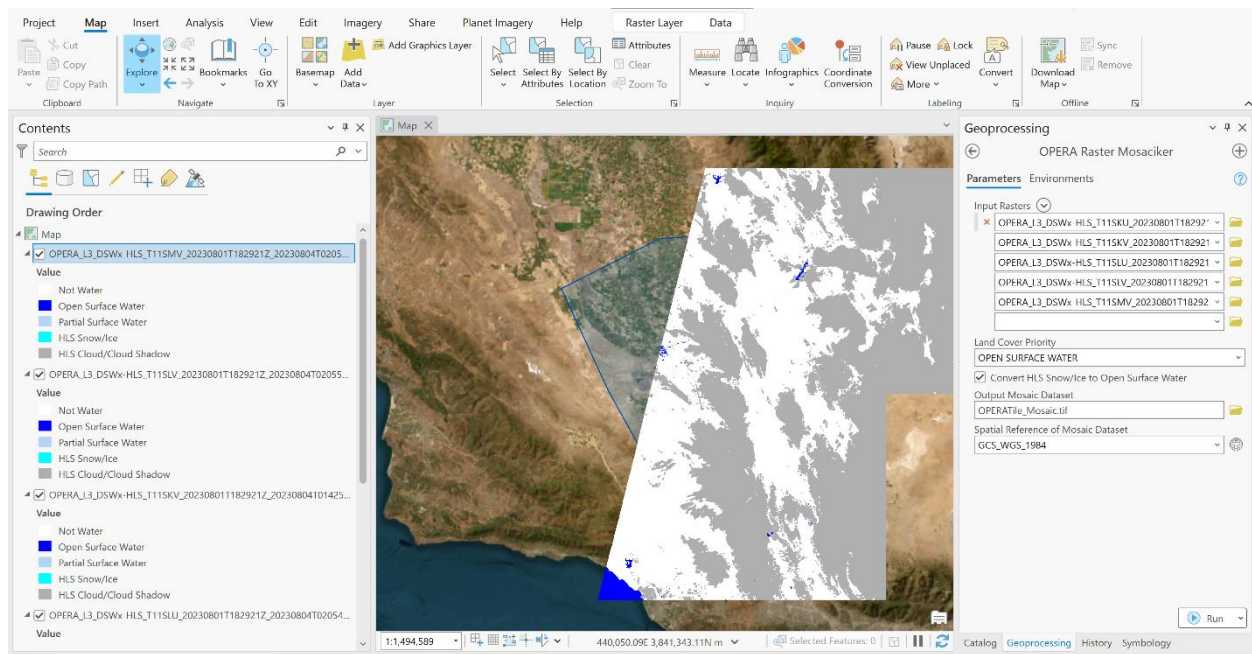 Project Map Insert Analysis View Edit Imagery Share Planet Imagery Help Raster Layer Data
Paste
Cut
Copy
Copy Path
Clipboard
Explore
Bookmarks
Go To XY
Navigate
Basemap
Add Data
Add Graphics Layer
Layer
Select
Select By Attributes
Select By Location
Attributes
Clear
Zoom To
Selection
Measure
Locate
Infographics
Coordinate Conversion
Inquiry
Pause
Lock
View Unplaced
More
Convert
Labeling
Download Map
Sync
Remove
Offline
Contents
Search
Drawing Order
Map
OPERA_L3_DSWx HLS_T11SMV_20230801T182921Z_20230804T0205...
Value
Not Water
Open Surface Water
Partial Surface Water
HLS Snow/Ice
HLS Cloud/Cloud Shadow
OPERA_L3_DSWx-HLS_T11SLV_20230801T182921Z_20230804T02055...
Value
Not Water
Open Surface Water
Partial Surface Water
HLS Snow/Ice
HLS Cloud/Cloud Shadow
OPERA_L3_DSWx-HLS_T11SKV_20230801T182921Z_20230804T01425...
Value
Not Water
Open Surface Water
Partial Surface Water
HLS Snow/Ice
HLS Cloud/Cloud Shadow
OPERA_L3_DSWx HLS_T11SLU_20230801T182921Z_20230804T02054...
Value
Map
1:1,494,589
440,050.09E 3,841,343.11N m
Selected Features: 0
Geoprocessing
OPERA Raster Mosaciker
Parameters Environments
Input Rasters
OPERA_L3_DSWx HLS_T11SKU_20230801T18292
OPERA_L3_DSWx HLS_T11SKV_20230801T182921
OPERA_L3_DSWx-HLS_T11SLU_20230801T182921
OPERA_L3_DSWx-HLS_T11SLV_20230801T182921
OPERA_L3_DSWx HLS_T11SMV_20230801T18292
Land Cover Priority
OPEN SURFACE WATER
Convert HLS Snow/Ice to Open Surface Water
Output Mosaic Dataset
OPERATile_Mosaic.tif
Spatial Reference of Mosaic Dataset
GCS_WGS_1984
Run
Catalog Geoprocessing History Symbology